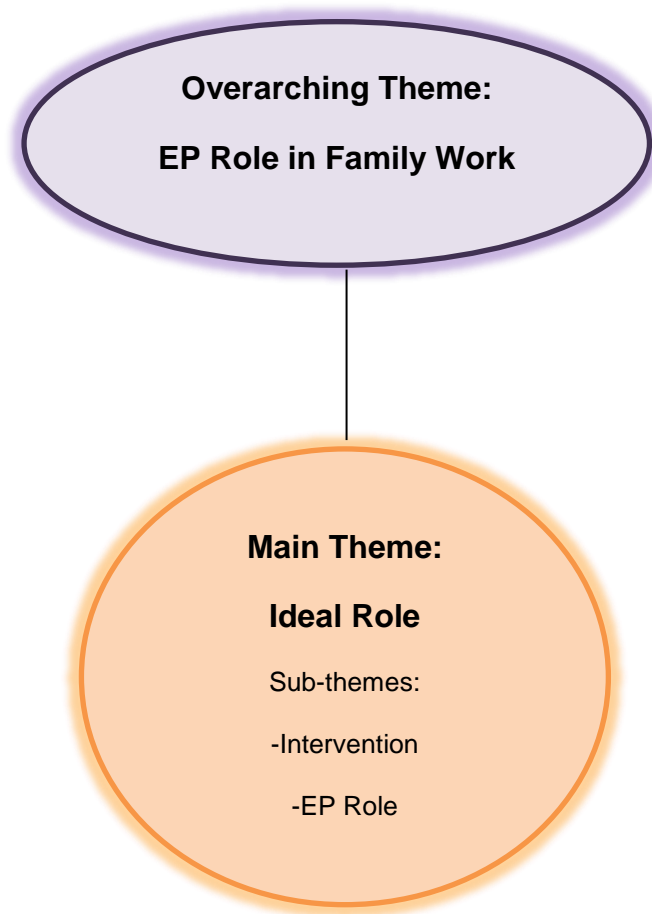 Overarching Theme:
EP Role in Family Work
Main Theme:
Ideal Role
Sub-themes:
-Intervention
-EP Role